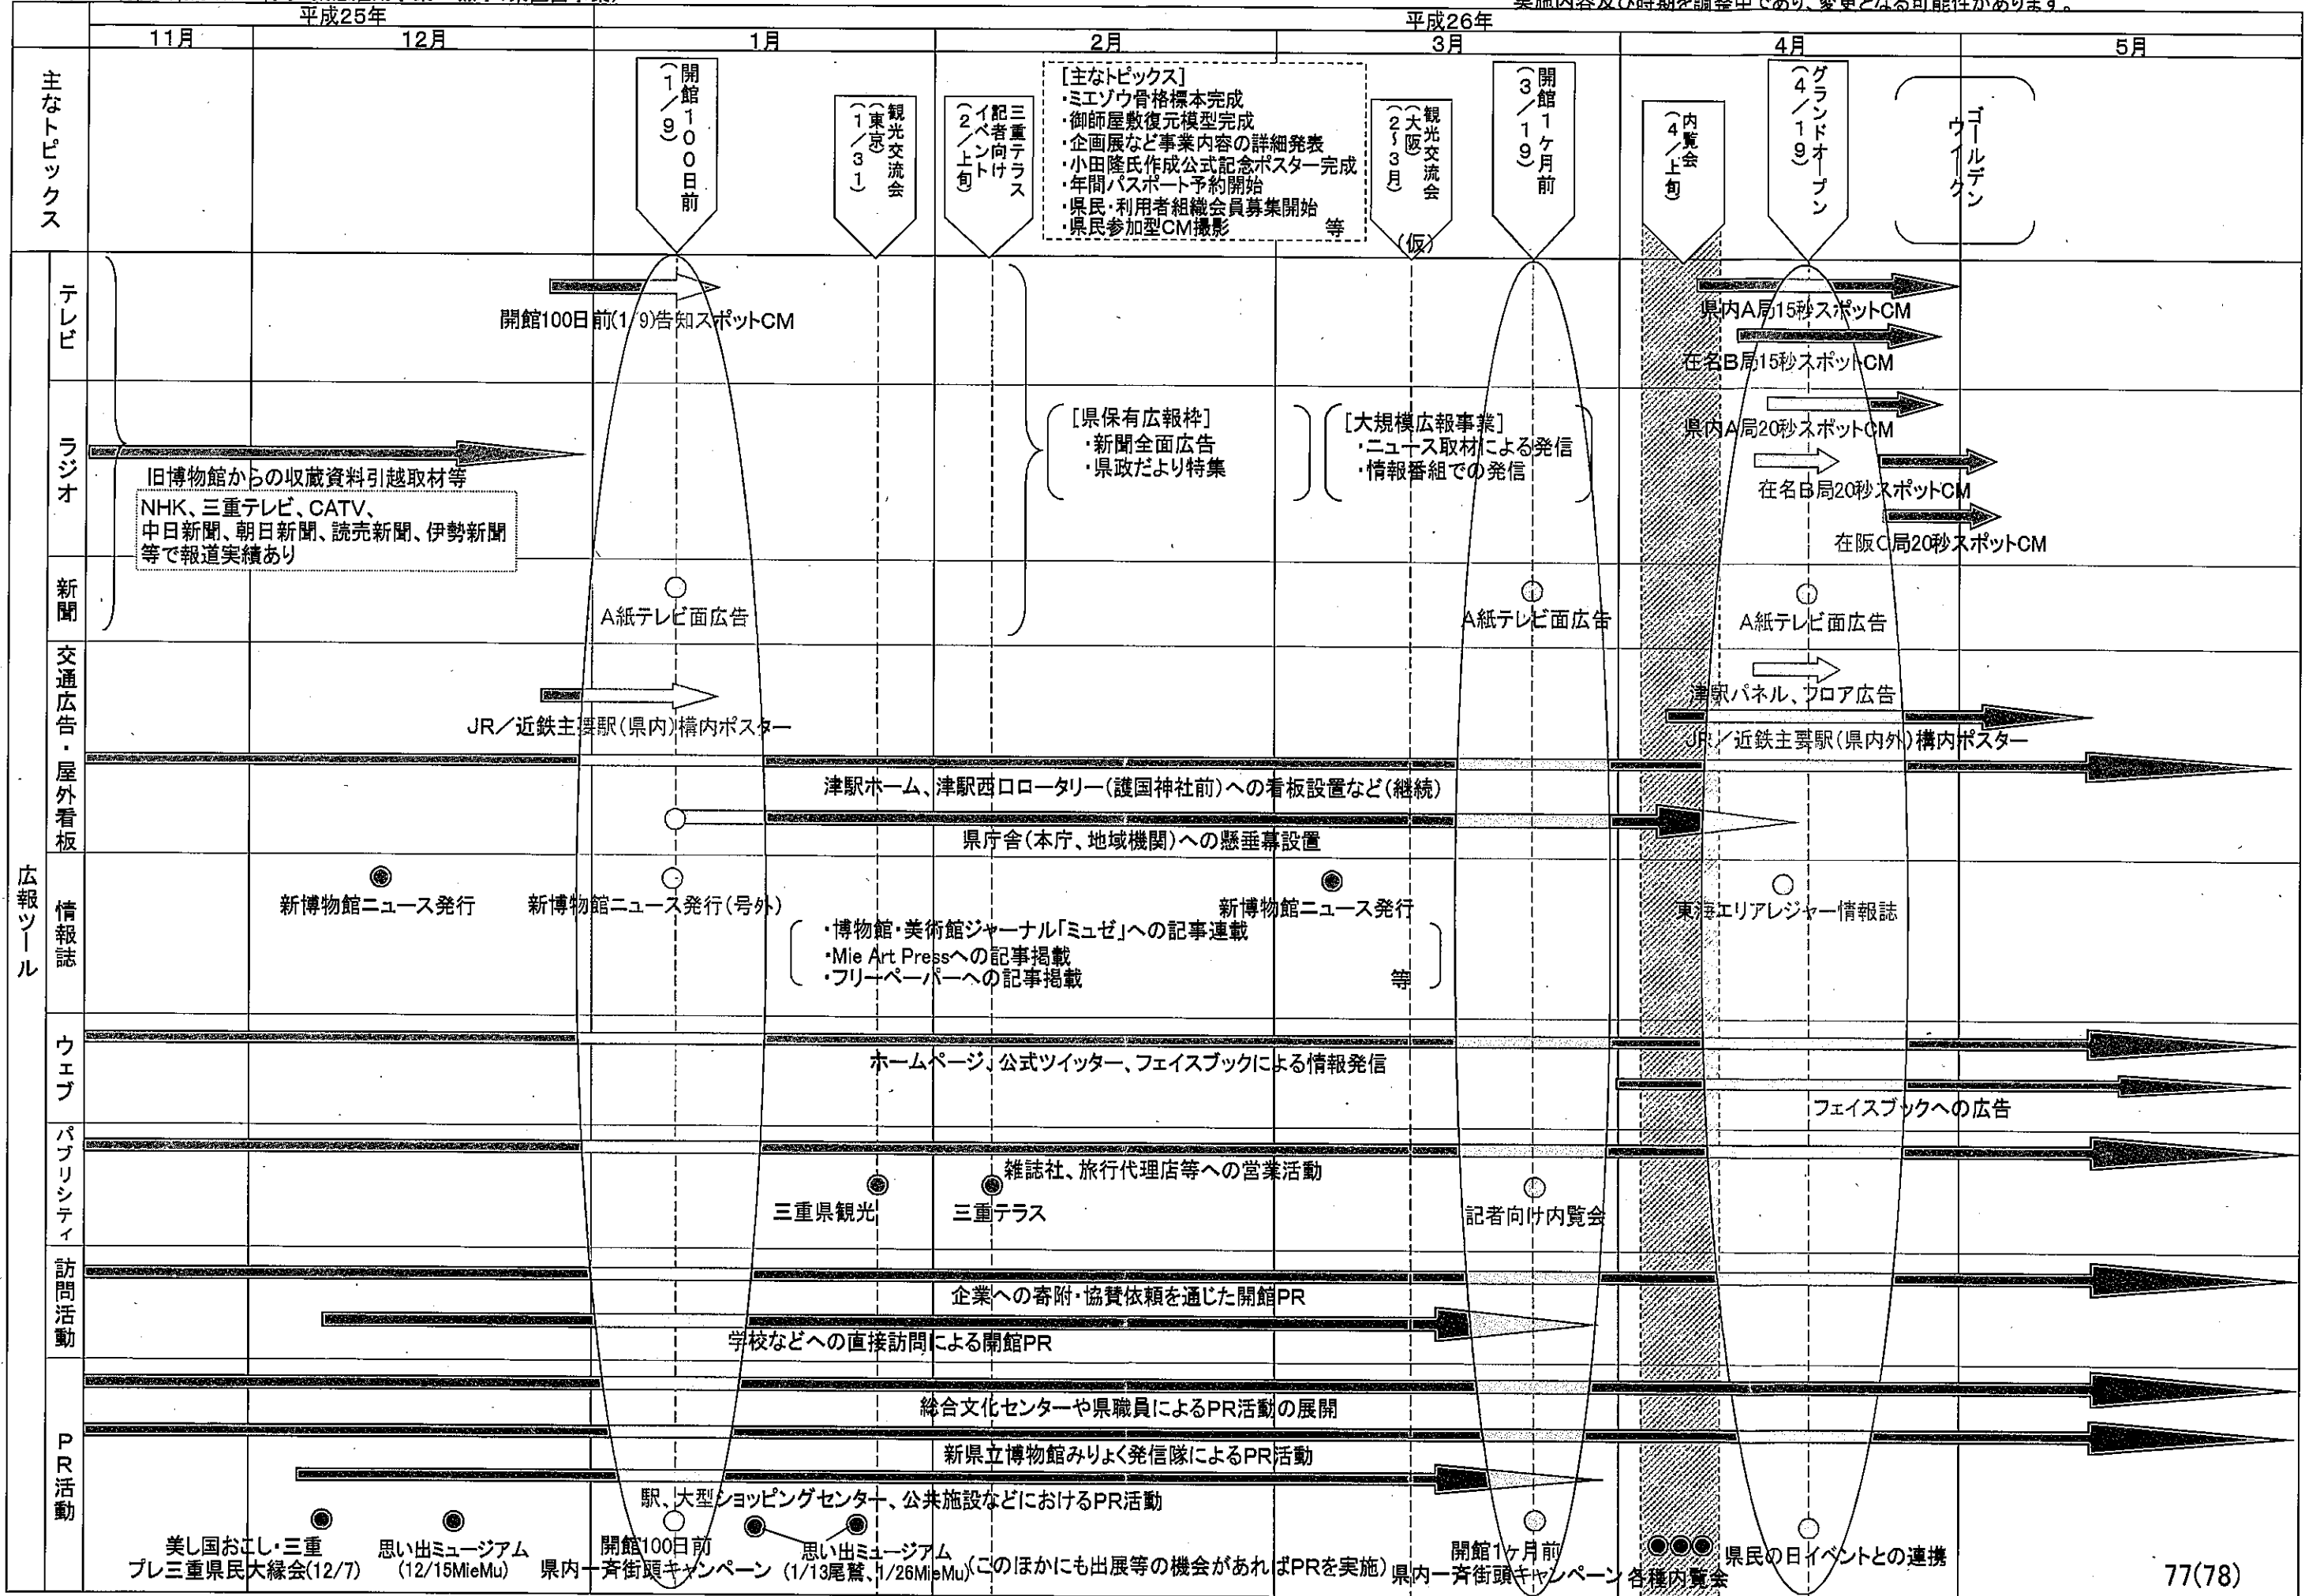 実施内容及び時期を調整中であり、変更となる可能性があります。
平成25年
平成26年
11月
12月
1月
2月
3月
4月
5月
主なトピックス
開館100日前
(1/9)
観光交流会
(東京)
(1/31)
三重テラス
記者向け
イベント
(2/上旬)
[主なトピックス]
・ミエゾウ骨格標本完成
・御師屋敷復元模型完成
・企画展など事業内容の詳細発表
・小田隆氏作成公式記念ポスター完成
・年間パスポート予約開始
・県民・利用者組織会員募集開始
・県民参加型CM撮影 等
観光交流会
(大阪)
(2~3月)
(仮)
開館1ヶ月前
(3/19)
内覧会
(4/上旬)
グランドオープン
(4/19)
ゴールデン
ウイーク
広報ツール
テレビ
開館100日前(1/9)告知スポットCM
県内A局15秒スポットCM
在名B局15秒スポットCM
ラジオ
旧博物館からの収蔵資料引越取材等
NHK、三重テレビ、CATV、
中日新聞、朝日新聞、読売新聞、伊勢新聞
等で報道実績あり
[県保有広報枠]
・新聞全面広告
・県政だより特集
[大規模広報事業]
・ニュース取材による発信
・情報番組での発信
県内A局20秒スポットCM
在名B局20秒スポットCM
在阪C局20秒スポットCM
新聞
A紙テレビ面広告
A紙テレビ面広告
A紙テレビ面広告
交通広告・屋外看板
JR/近鉄主要駅(県内)構内ポスター
津駅パネル、フロア広告
JR/近鉄主要駅(県内外)構内ポスター
津駅ホーム、津駅西口ロータリー(護国神社前)への看板設置など(継続)
県庁舎(本庁、地域機関)への懸垂幕設置
情報誌
新博物館ニュース発行
新博物館ニュース発行(号外)
新博物館ニュース発行
東海エリアレジャー情報誌
・博物館・美術館ジャーナル「ミュゼ」への記事連載
・Mie Art Pressへの記事掲載
・フリーペーパーへの記事掲載 等
ウェブ
ホームページ、公式ツイッター、フェイスブックによる情報発信
フェイスブックへの広告
パブリシティ
雑誌社、旅行代理店等への営業活動
三重県観光
三重テラス
記者向け内覧会
訪問活動
企業への寄附・協賛依頼を通じた開館PR
学校などへの直接訪問による開館PR
PR活動
総合文化センターや県職員によるPR活動の展開
新県立博物館みりょく発信隊によるPR活動
駅、大型ショッピングセンター、公共施設などにおけるPR活動
美し国おこし・三重
プレ三重県民大縁会(12/7)
思い出ミュージアム
(12/15MieMu)
開館100日前
県内一斉街頭キャンペーン
思い出ミュージアム
(1/13尾鷲、1/26MieMu)
(このほかにも出展等の機会があればPRを実施)
開館1ヶ月前
県内一斉街頭キャンペーン
各種内覧会
県民の日イベントとの連携
77(78)